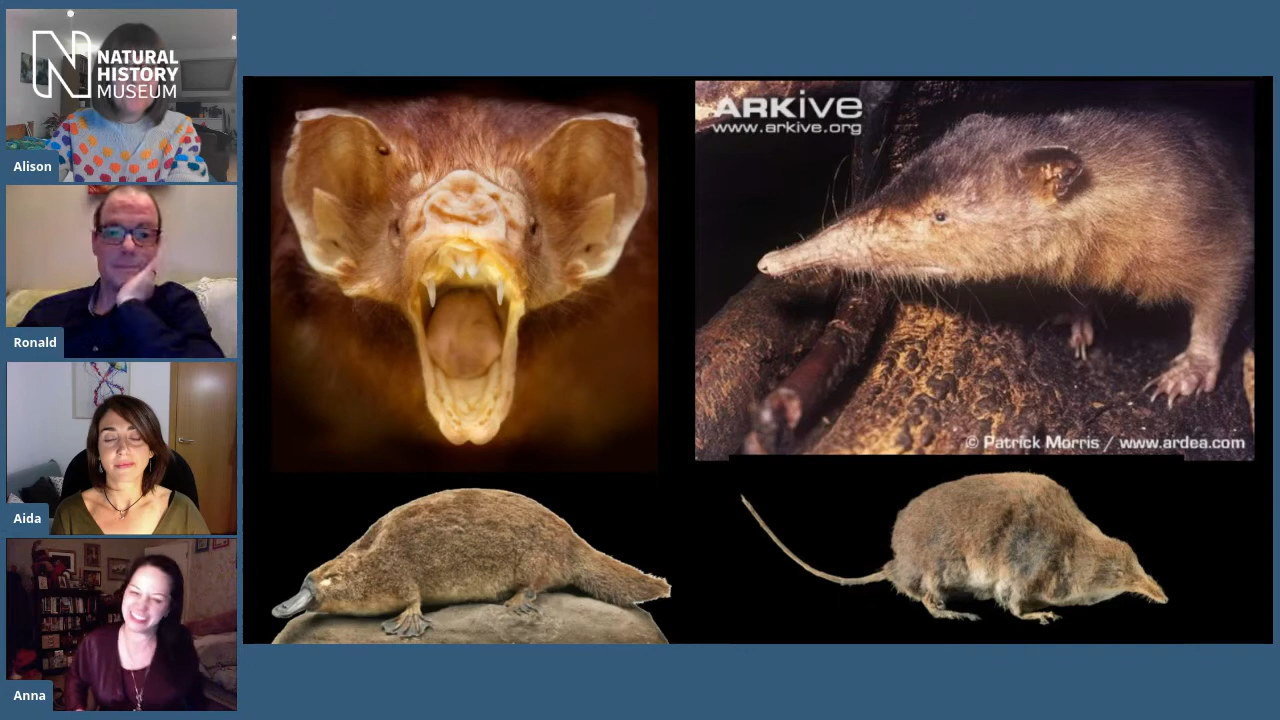 NATURAL
HISTORY
MUSEUM
Alison
Ronald
Aida
Anna
ARKive
www.arkive.org
© Patrick Morris / www.ardea.com